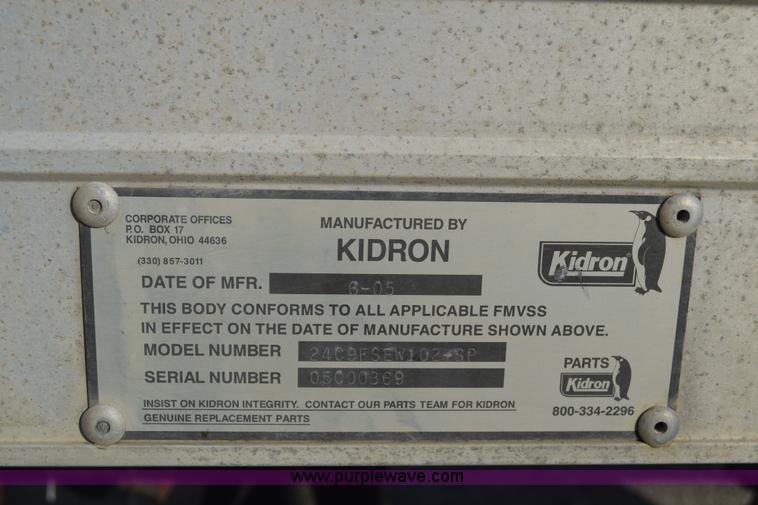 CORPORATE OFFICES
P.O. BOX 17
KIDRON, OHIO 44636
(330) 857-3011
MANUFACTURED BY
KIDRON
Kidron
DATE OF MFR. 6-05
THIS BODY CONFORMS TO ALL APPLICABLE FMVSS
IN EFFECT ON THE DATE OF MANUFACTURE SHOWN ABOVE.
MODEL NUMBER 24C9FSEW102-SP
SERIAL NUMBER 05C00369
PARTS
Kidron
800-334-2296
INSIST ON KIDRON INTEGRITY. CONTACT OUR PARTS TEAM FOR KIDRON
GENUINE REPLACEMENT PARTS
www.purplewave.com